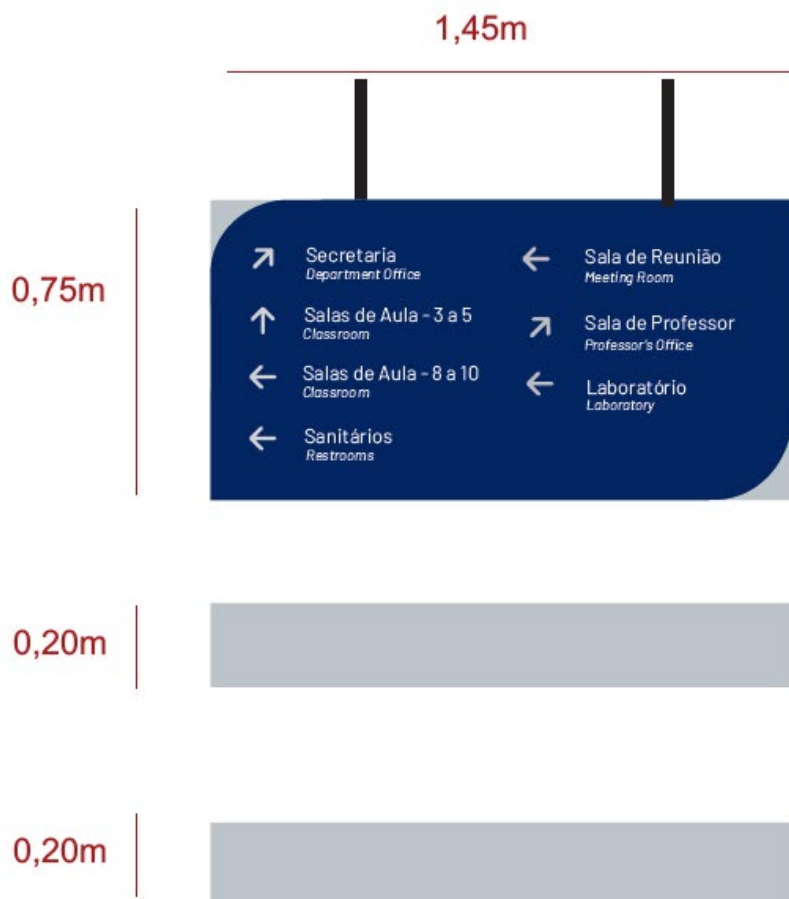 1,45m
0,75m
Secretaria
Department Office
Salas de Aula - 3 a 5
Classroom
Salas de Aula - 8 a 10
Classroom
Sanitários
Restrooms
Sala de Reunião
Meeting Room
Sala de Professor
Professor's Office
Laboratório
Laboratory
0,20m
0,20m